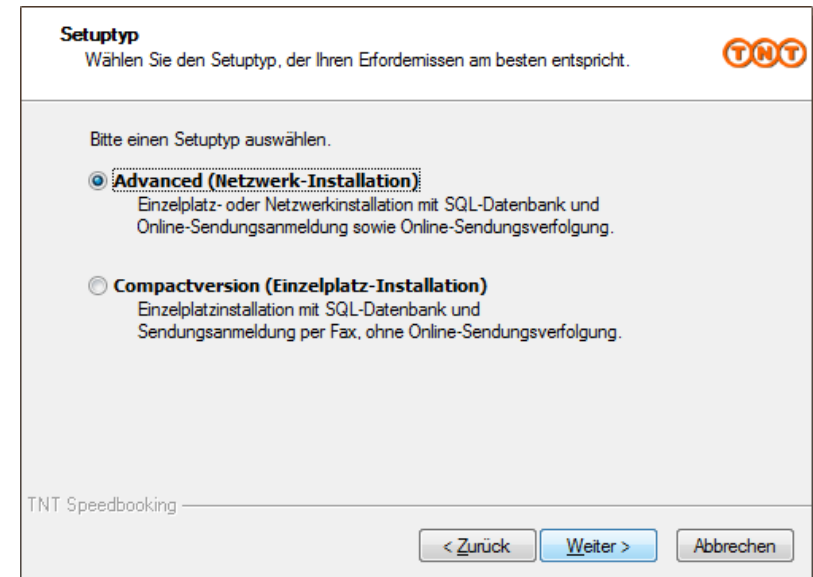 Setuptyp
Wählen Sie den Setuptyp, der Ihren Erfordernissen am besten entspricht.
TNT
Bitte einen Setuptyp auswählen.
Advanced (Netzwerk-Installation)
Einzelplatz- oder Netzwerkinstallation mit SQL-Datenbank und
Online-Sendungsanmeldung sowie Online-Sendungsverfolgung.
Compactversion (Einzelplatz-Installation)
Einzelplatzinstallation mit SQL-Datenbank und
Sendungsanmeldung per Fax, ohne Online-Sendungsverfolgung.
TNT Speedbooking
< Zurück Weiter > Abbrechen